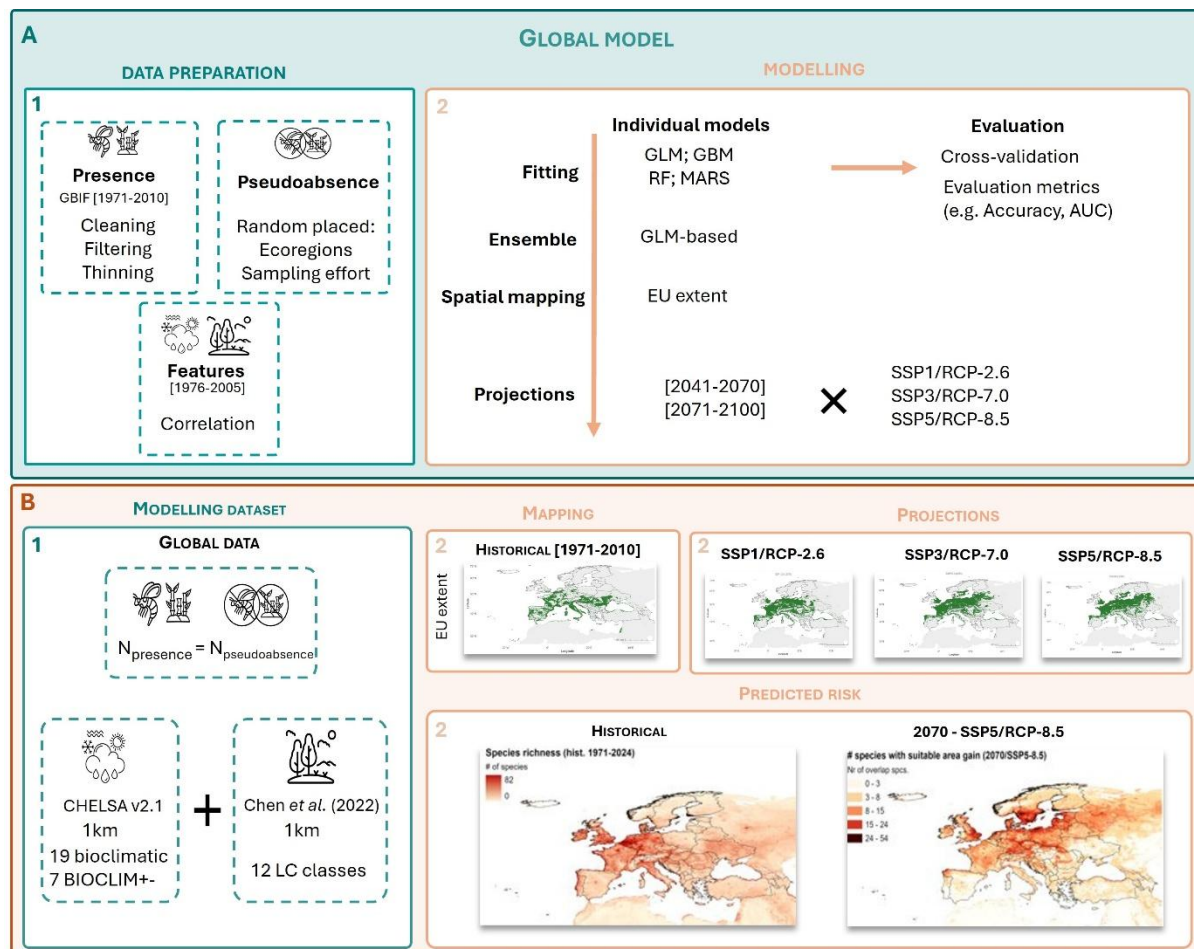 A
GLOBAL MODEL
DATA PREPARATION
MODELLING
1
Presence
GBIF [1971-2010]
Cleaning
Filtering
Thinning
Pseudoabsence
Random placed:
Ecoregions
Sampling effort
Features
[1976-2005]
Correlation
2
Individual models
Evaluation
Fitting
GLM; GBM
RF; MARS
Cross-validation
Evaluation metrics
(e.g. Accuracy, AUC)
Ensemble
GLM-based
Spatial mapping
EU extent
Projections
[2041-2070]
[2071-2100]
SSP1/RCP-2.6
SSP3/RCP-7.0
SSP5/RCP-8.5
B
MODELLING DATASET
1
GLOBAL DATA
Npresence = Npseudoabsence
CHELSA v2.1
1km
19 bioclimatic
7 BIOCLIM+-
+
Chen et al. (2022)
1km
12 LC classes
MAPPING
2
HISTORICAL [1971-2010]
EU extent
PROJECTIONS
2
SSP1/RCP-2.6
SSP3/RCP-7.0
SSP5/RCP-8.5
PREDICTED RISK
2
HISTORICAL
2070 - SSP5/RCP-8.5
Species richness (hist. 1971-2024)
# of species
82
0
# species with suitable area gain (2070/SSP5-8.5)
Nr of overlap spcs.
0 - 3
3 - 8
8 - 15
15 - 24
24 - 54